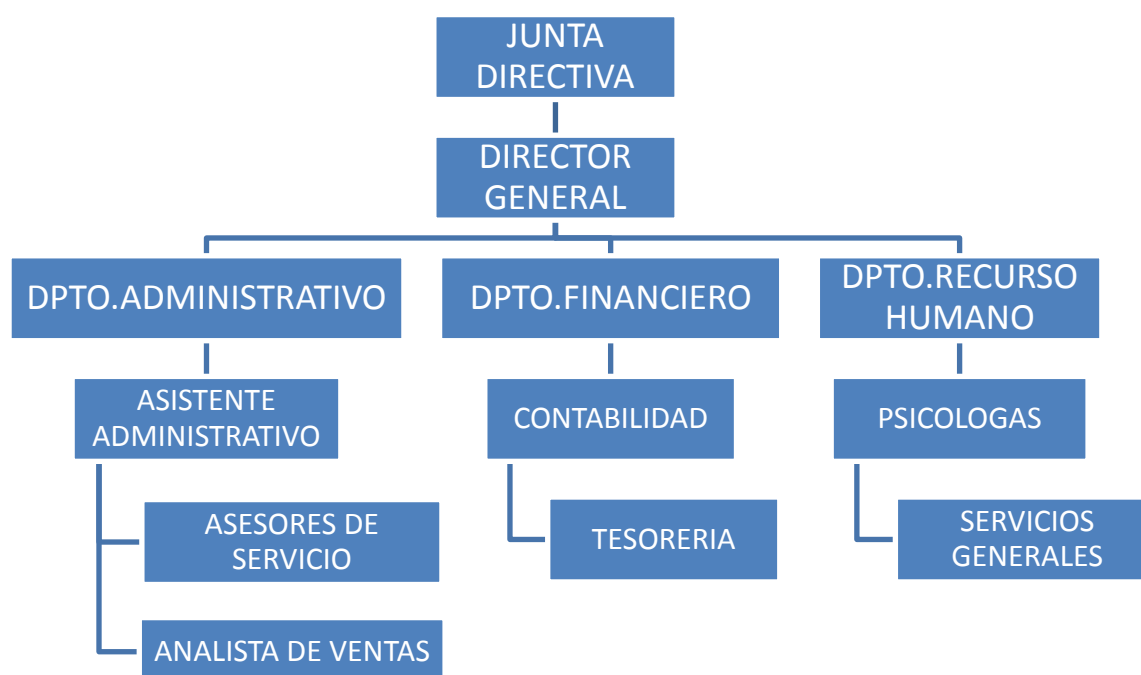 JUNTA
DIRECTIVA
DIRECTOR
GENERAL
DPTO.ADMINISTRATIVO
DPTO.FINANCIERO
DPTO.RECURSO
HUMANO
ASISTENTE
ADMINISTRATIVO
CONTABILIDAD
PSICOLOGAS
ASESORES DE
SERVICIO
TESORERIA
SERVICIOS
GENERALES
ANALISTA DE VENTAS